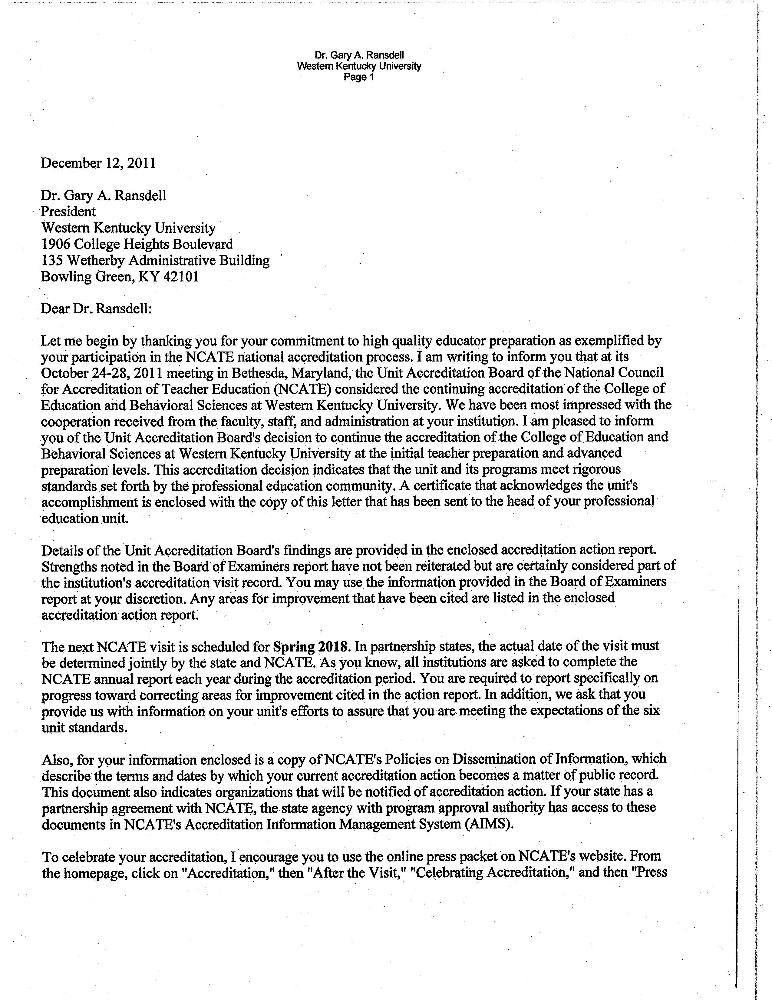 Dr. Gary A. Ransdell
Western Kentucky University
Page 1
December 12, 2011
Dr. Gary A. Ransdell
President
Western Kentucky University
1906 College Heights Boulevard
135 Wetherby Administrative Building
Bowling Green, KY 42101
Dear Dr. Ransdell:
Let me begin by thanking you for your commitment to high quality educator preparation as exemplified by
your participation in the NCATE national accreditation process. I am writing to inform you that at its
October 24-28, 2011 meeting in Bethesda, Maryland, the Unit Accreditation Board of the National Council
for Accreditation of Teacher Education (NCATE) considered the continuing accreditation of the College of
Education and Behavioral Sciences at Western Kentucky University. We have been most impressed with the
cooperation received from the faculty, staff, and administration at your institution. I am pleased to inform
you of the Unit Accreditation Board's decision to continue the accreditation of the College of Education and
Behavioral Sciences at Western Kentucky University at the initial teacher preparation and advanced
preparation levels. This accreditation decision indicates that the unit and its programs meet rigorous
standards set forth by the professional education community. A certificate that acknowledges the unit's
accomplishment is enclosed with the copy of this letter that has been sent to the head of your professional
education unit.
Details of the Unit Accreditation Board's findings are provided in the enclosed accreditation action report.
Strengths noted in the Board of Examiners report have not been reiterated but are certainly considered part of
the institution's accreditation visit record. You may use the information provided in the Board of Examiners
report at your discretion. Any areas for improvement that have been cited are listed in the enclosed
accreditation action report.
The next NCATE visit is scheduled for Spring 2018. In partnership states, the actual date of the visit must
be determined jointly by the state and NCATE. As you know, all institutions are asked to complete the
NCATE annual report each year during the accreditation period. You are required to report specifically on
progress toward correcting areas for improvement cited in the action report. In addition, we ask that you
provide us with information on your unit's efforts to assure that you are meeting the expectations of the six
unit standards.
Also, for your information enclosed is a copy of NCATE's Policies on Dissemination of Information, which
describe the terms and dates by which your current accreditation action becomes a matter of public record.
This document also indicates organizations that will be notified of accreditation action. If your state has a
partnership agreement with NCATE, the state agency with program approval authority has access to these
documents in NCATE's Accreditation Information Management System (AIMS).
To celebrate your accreditation, I encourage you to use the online press packet on NCATE's website. From
the homepage, click on "Accreditation," then "After the Visit," "Celebrating Accreditation," and then "Press